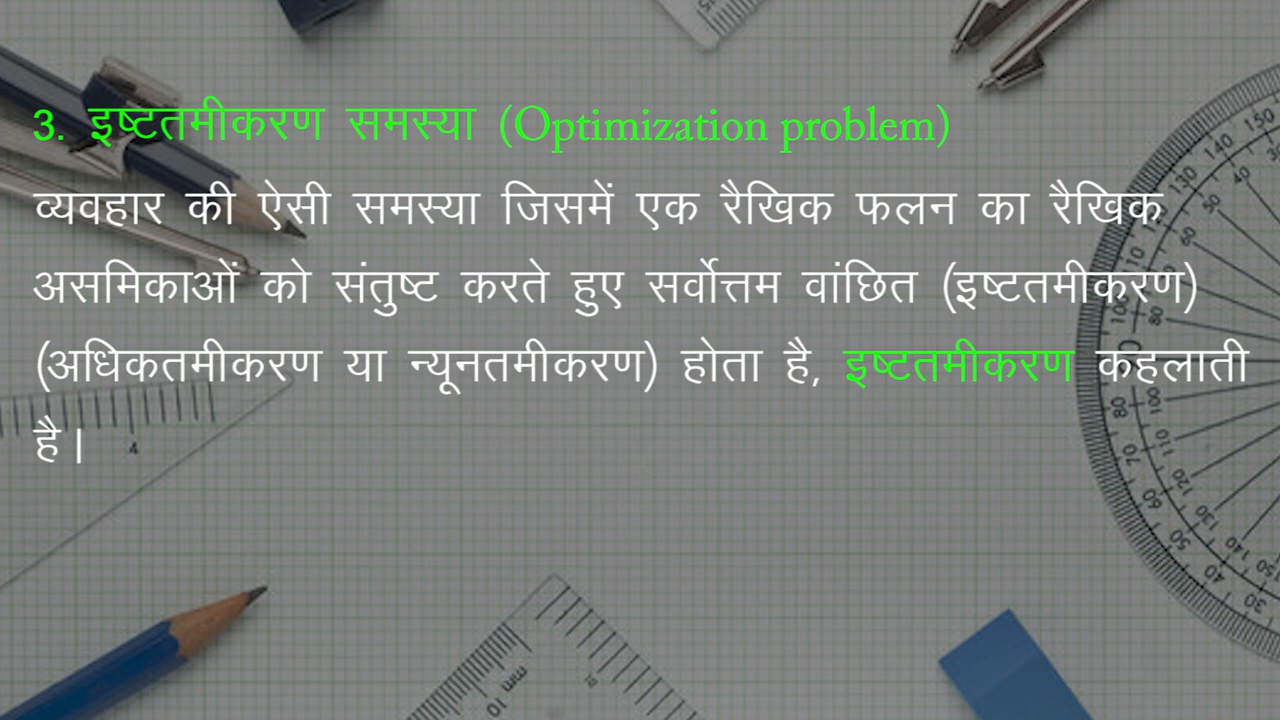 3. इष्टतमीकरण समस्या (Optimization problem)
व्यवहार की ऐसी समस्या जिसमें एक रैखिक फलन का रैखिक
असमिकाओं को संतुष्ट करते हुए सर्वोत्तम वांछित (इष्टतमीकरण)
(अधिकतमीकरण या न्यूनतमीकरण) होता है, इष्टतमीकरण कहलाती
है।